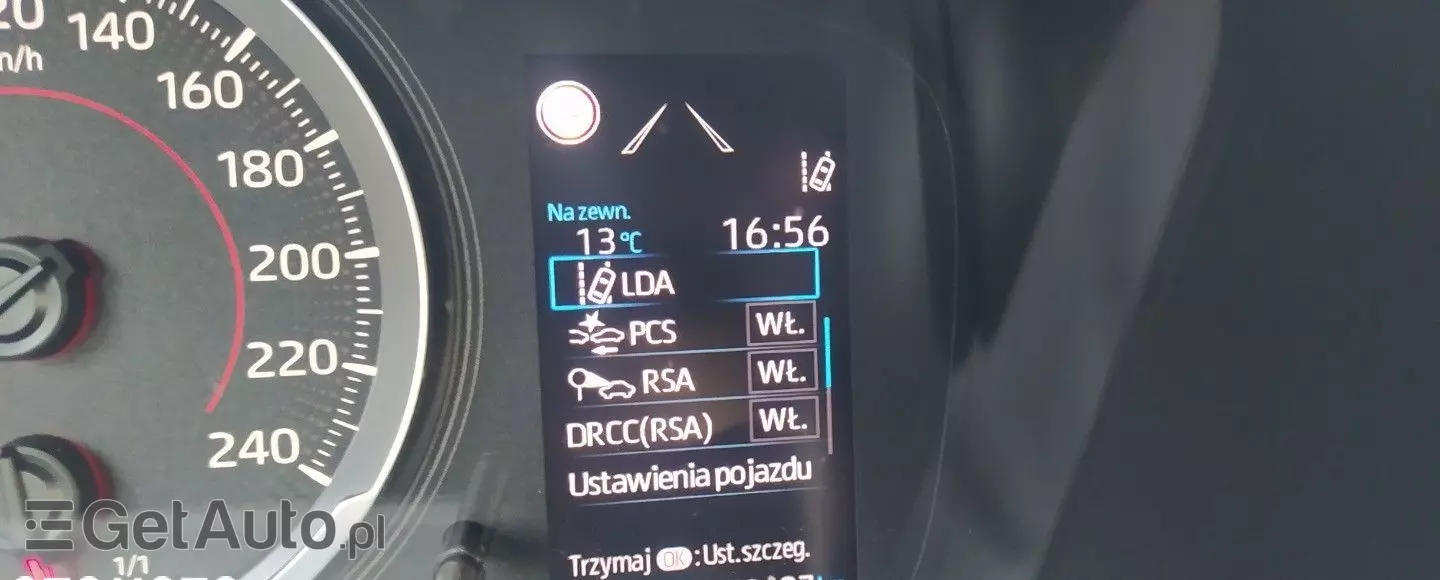 140
160
180
200
220
240
Na zewn.
13°C 16:56
LDA
PCS WŁ.
RSA WŁ.
DRCC(RSA) WŁ.
Ustawienia pojazdu
Trzymaj OK:Ust.szczeg.
GetAuto.pl
1/1